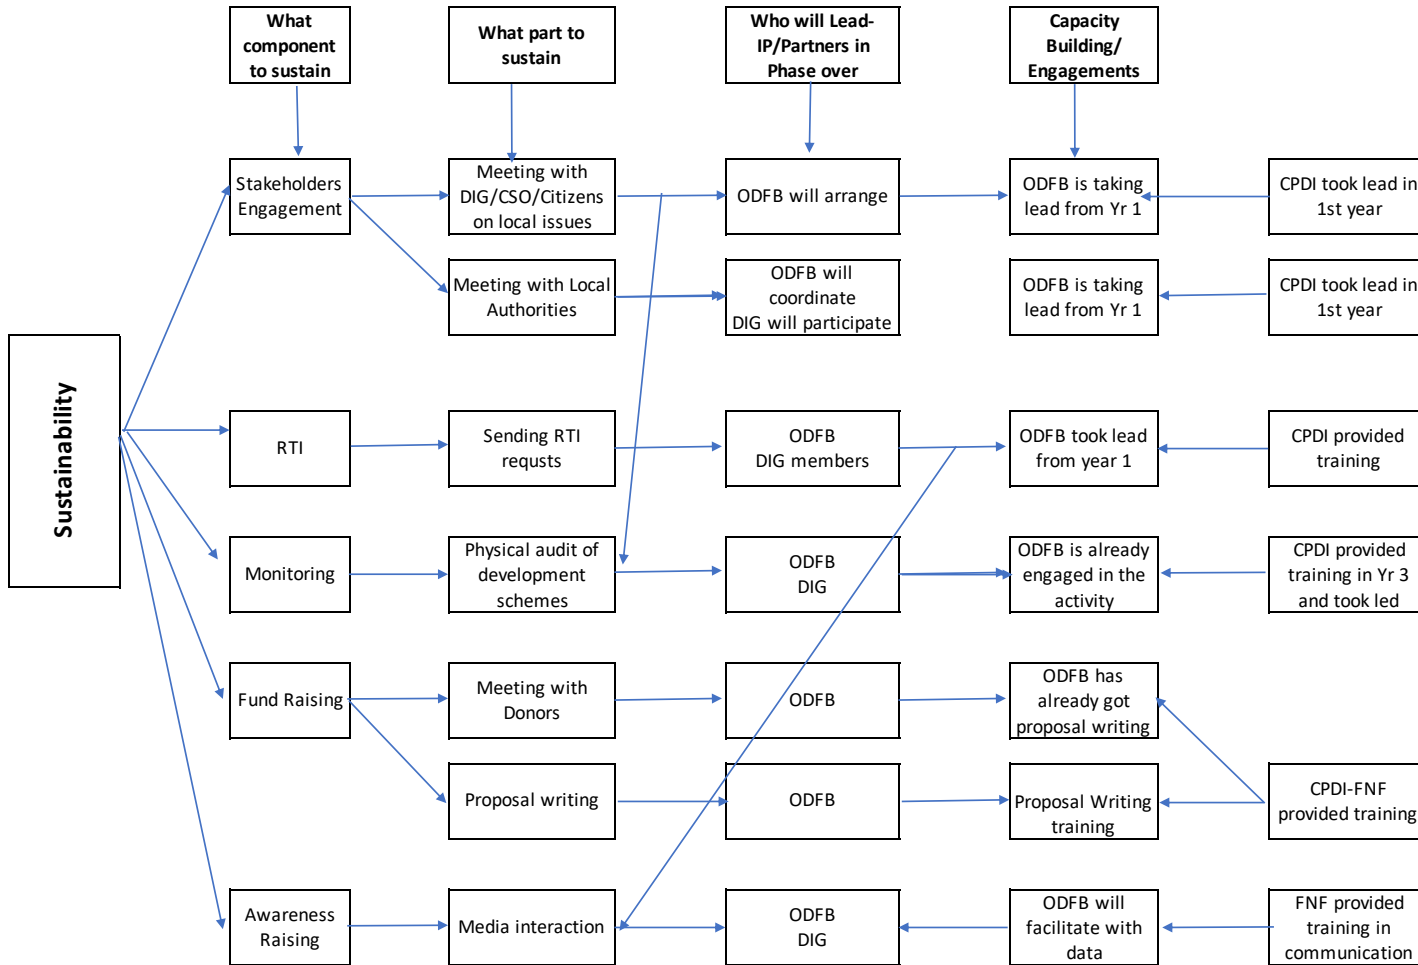 What
component
to sustain
What part to
sustain
Who will Lead-
IP/Partners in
Phase over
Capacity
Building/
Engagements
Stakeholders
Engagement
Meeting with
DIG/CSO/Citizens
on local issues
ODFB will arrange
ODFB is taking
lead from Yr 1
CPDI took lead in
1st year
Meeting with Local
Authorities
ODFB will
coordinate
DIG will participate
ODFB is taking
lead from Yr 1
CPDI took lead in
1st year
Sustainability
RTI
Sending RTI
requsts
ODFB
DIG members
ODFB took lead
from year 1
CPDI provided
training
Monitoring
Physical audit of
development
schemes
ODFB
DIG
ODFB is already
engaged in the
activity
CPDI provided
training in Yr 3
and took led
Fund Raising
Meeting with
Donors
ODFB
ODFB has
already got
proposal writing
Proposal writing
ODFB
Proposal Writing
training
CPDI-FNF
provided training
Awareness
Raising
Media interaction
ODFB
DIG
ODFB will
facilitate with
data
FNF provided
training in
communication